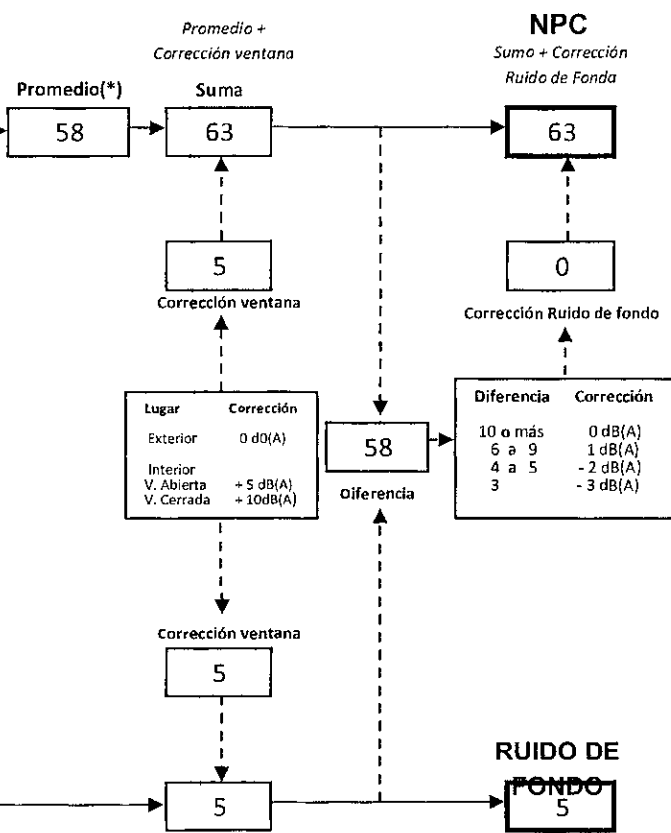 Promedio +
Corrección ventana
NPC
Sumo + Corrección
Ruido de Fonda
Promedio(*)
Suma
58
63
63
5
0
Corrección ventana
Corrección Ruido de fondo
Lugar Corrección
Exterior 0 d0(A)
Interior
V. Abierta + 5 dB(A)
V. Cerrada + 10dB(A)
58
Oiferencia
Diferencia Corrección
10 o más 0 dB(A)
6 a 9 1 dB(A)
4 a 5 - 2 dB(A)
3 - 3 dB(A)
Corrección ventana
5
RUIDO DE
FONDO
5
5